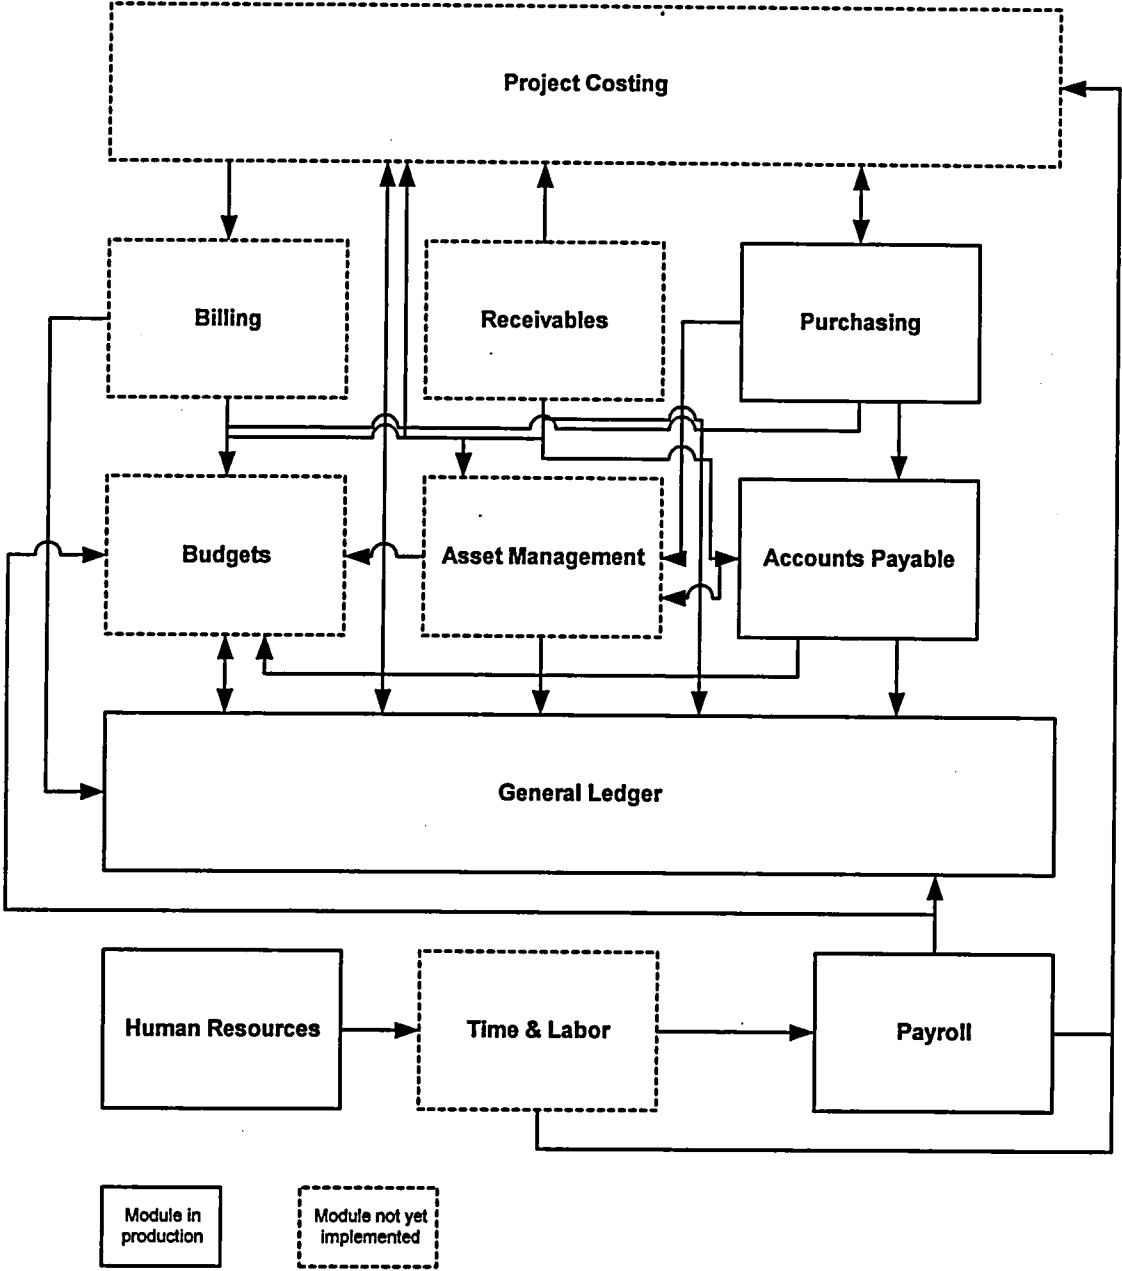 Project Costing
Billing
Receivables
Purchasing
Budgets
Asset Management
Accounts Payable
General Ledger
Human Resources
Time & Labor
Payroll
Module in
production
Module not yet
implemented